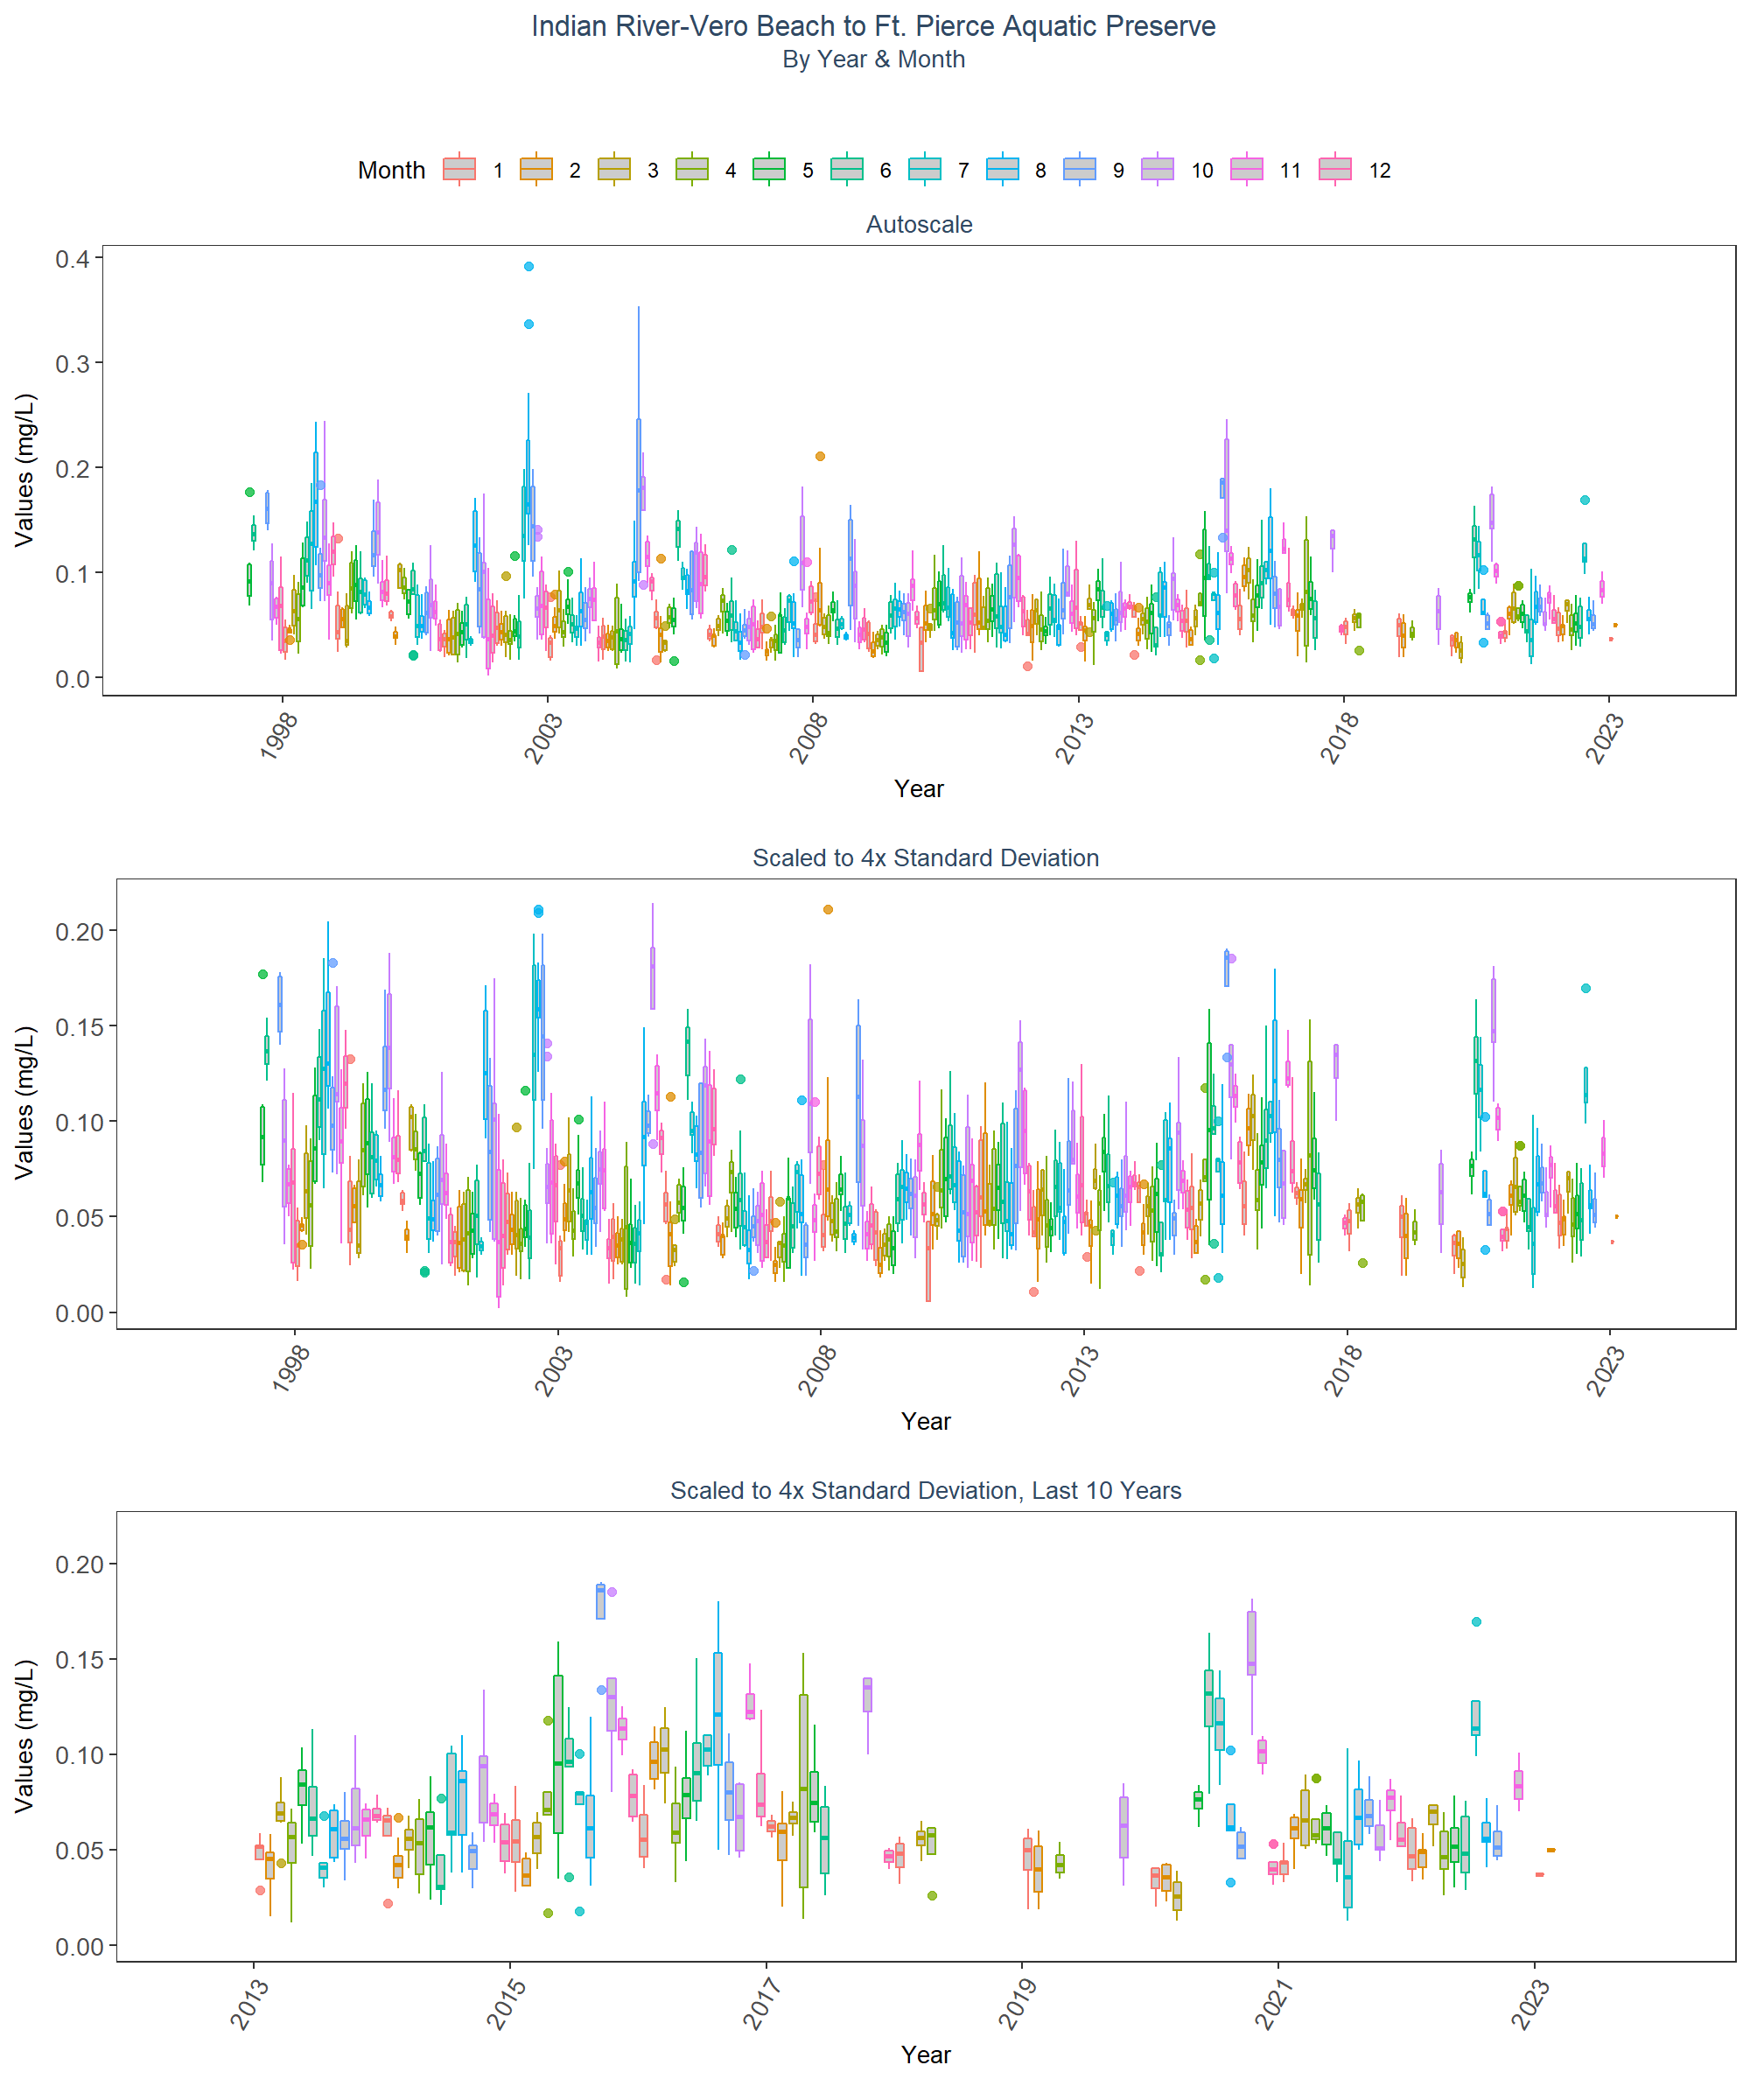 Indian River-Vero Beach to Ft. Pierce Aquatic Preserve
By Year & Month
Month 1 2 3 4 5 6 7 8 9 10 11 12
Autoscale
Values (mg/L)
0.4
0.3
0.2
0.1
0.0
1998 2003 2008 2013 2018 2023
Year
Scaled to 4x Standard Deviation
Values (mg/L)
0.20
0.15
0.10
0.05
0.00
1998 2003 2008 2013 2018 2023
Year
Scaled to 4x Standard Deviation, Last 10 Years
Values (mg/L)
0.20
0.15
0.10
0.05
0.00
2013 2015 2017 2019 2021 2023
Year